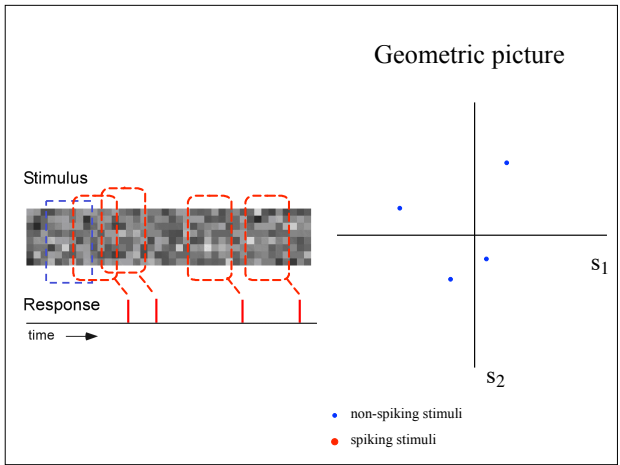 Geometric picture
Stimulus
Response
time
s1
s2
non-spiking stimuli
spiking stimuli